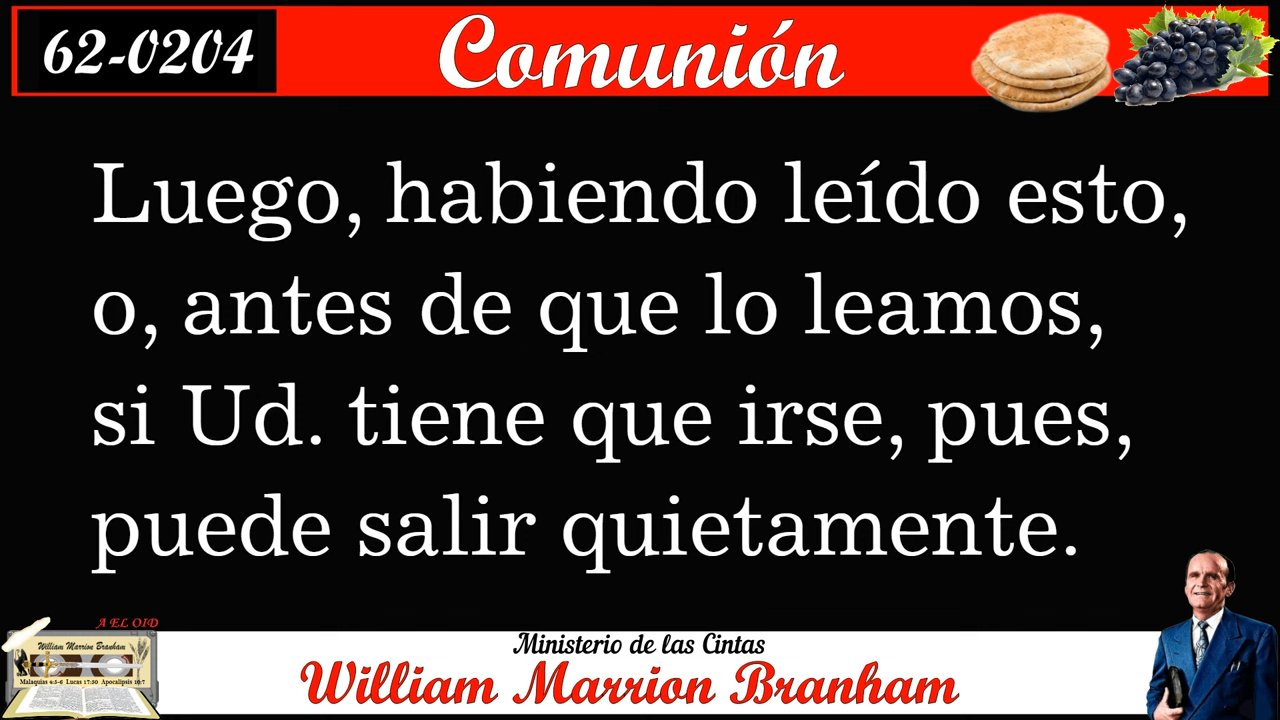 62-0204
Comunión
Luego, habiendo leído esto,
o, antes de que lo leamos,
si Ud. tiene que irse, pues,
puede salir quietamente.
A EL OID
William Marrion Branham
Malaquias 4:5-6 Lucas 17:30 Apocalipsis 10:7
Ministerio de las Cintas
William Marrion Branham